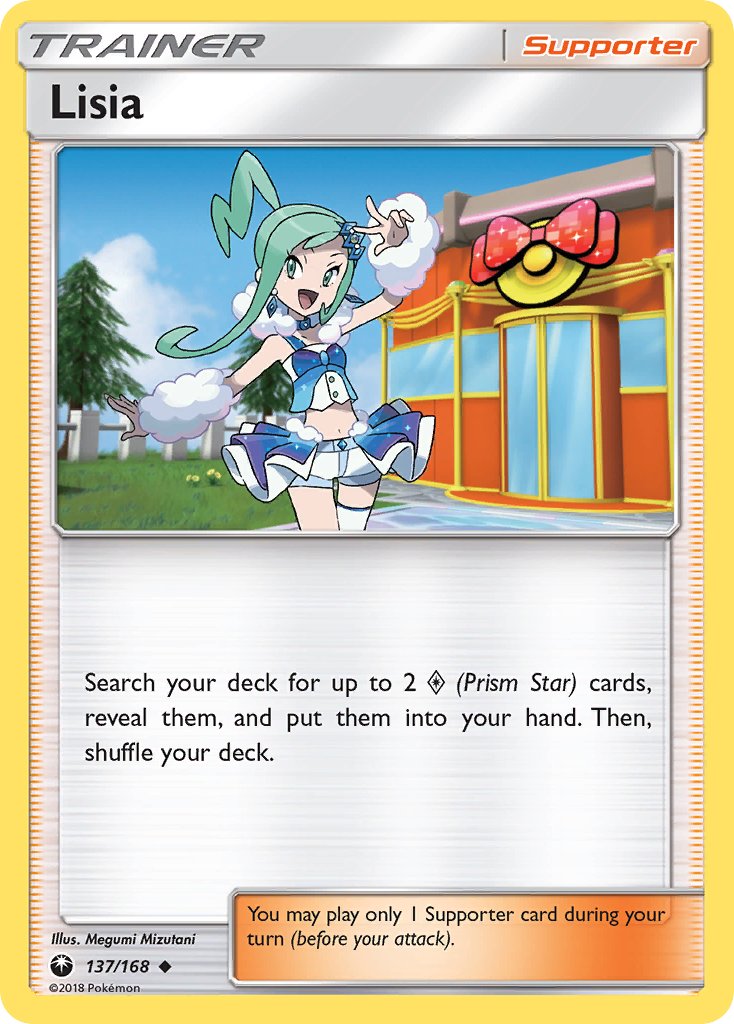 TRAINER
Supporter
Lisia
Search your deck for up to 2 ◈ (Prism Star) cards,
reveal them, and put them into your hand. Then,
shuffle your deck.
You may play only 1 Supporter card during your
turn (before your attack).
Illus. Megumi Mizutani
137/168 ◆
©2018 Pokémon